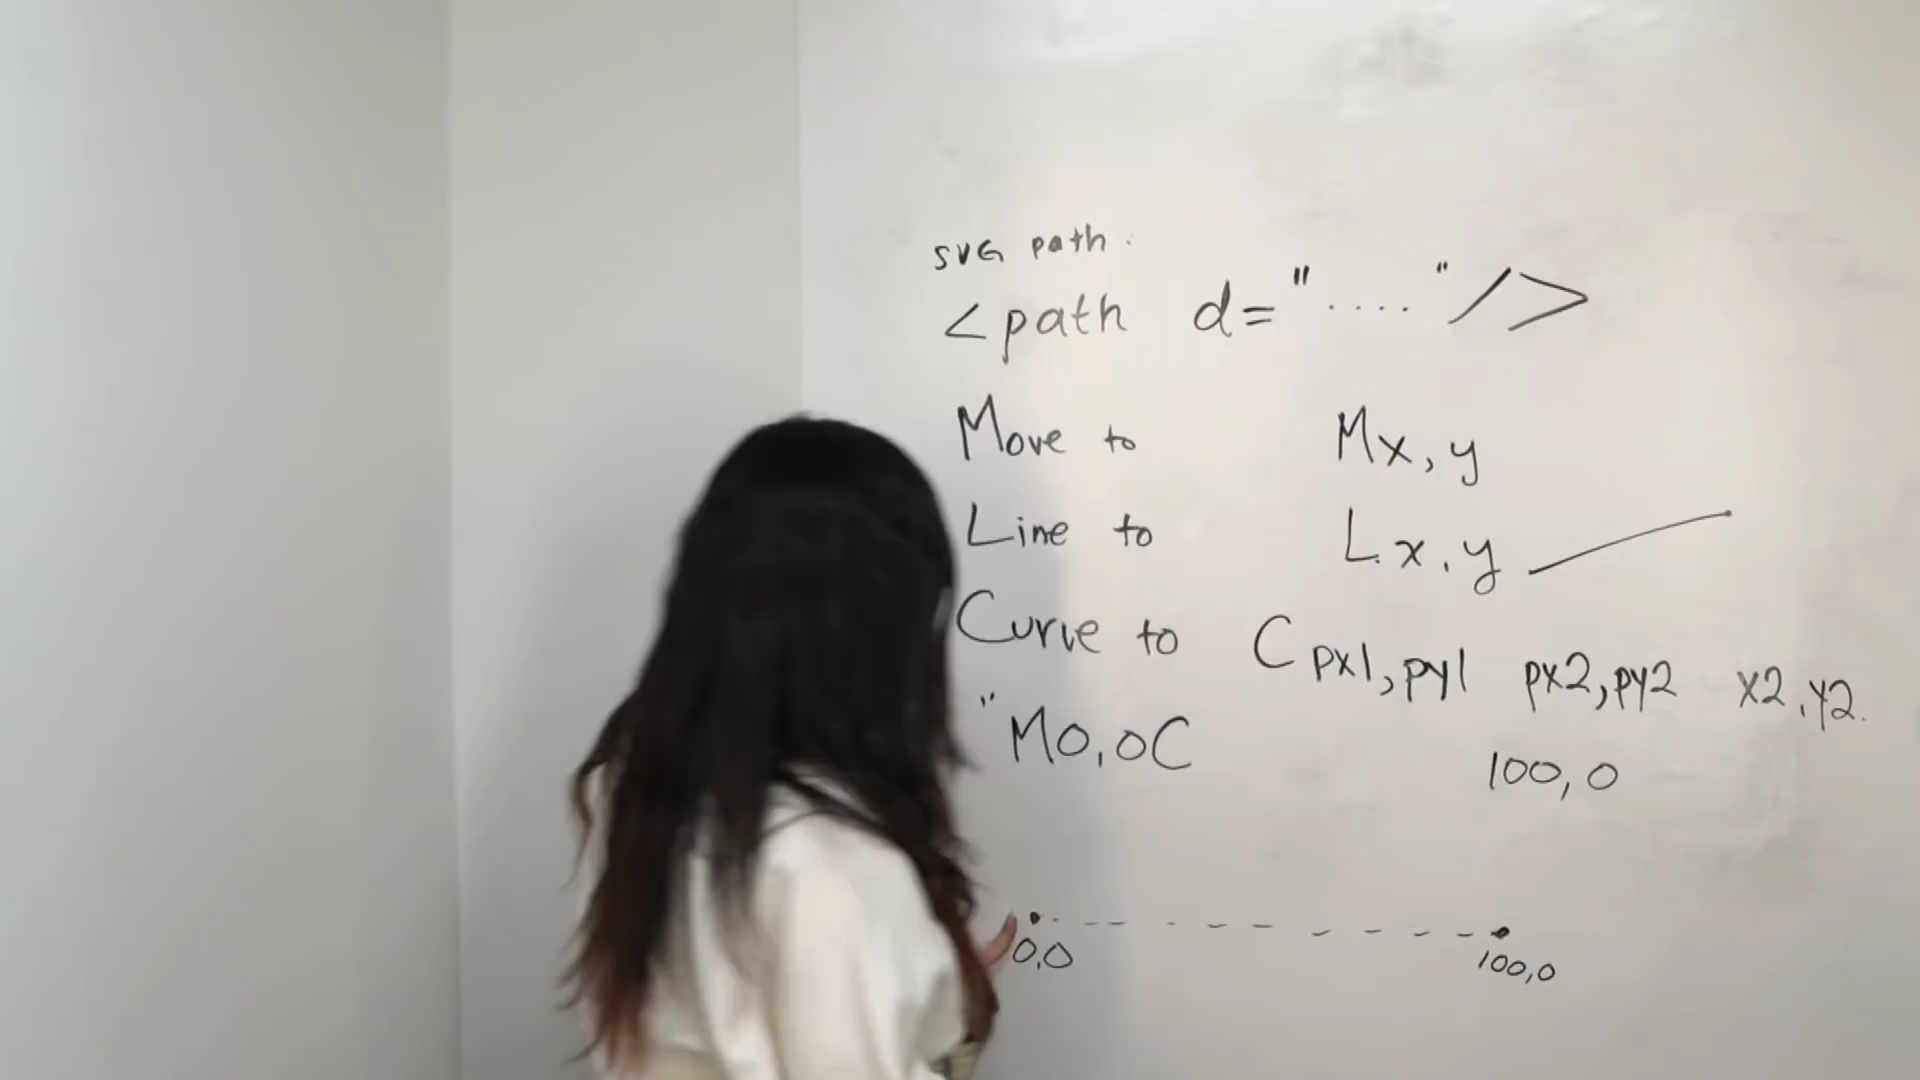 SVG path.
<path d="...."/>
Move to Mx,y
Line to L.x,y
Curve to Cpx1,py1 px2,py2 x2,y2.
"M0,0C 100,0
0,0 100,0